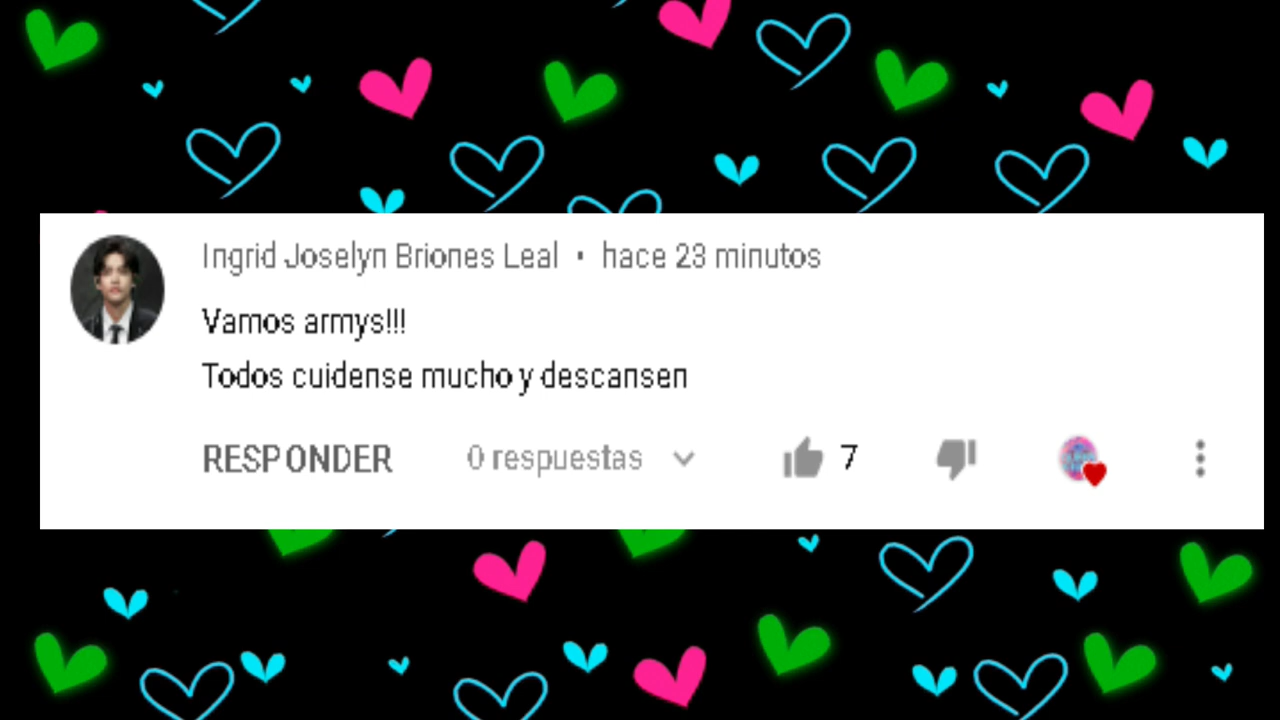 Ingrid Joselyn Briones Leal • hace 23 minutos
Vamos armys!!!
Todos cuidense mucho y descansen
RESPONDER 0 respuestas 7